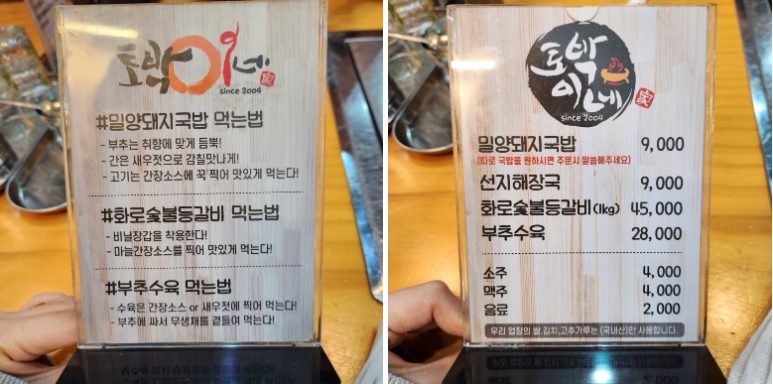 토박이네
since 2004
#밀양돼지국밥 먹는법
- 부추는 취향에 맞게 듬뿍!
- 간은 새우젓으로 감칠맛나게!
- 고기는 간장소스에 꾹 찍어 맛있게 먹는다!
#화로숯불등갈비 먹는법
- 비닐장갑을 착용한다!
- 마늘간장소스를 찍어 맛있게 먹는다!
#부추수육 먹는법
- 수육은 간장소스 or 새우젓에 찍어 먹는다!
- 부추에 싸서 무생채를 곁들여 먹는다!
토박이네
since 2004
밀양돼지국밥 9,000
(따로 국밥을 원하시면 주문시 말씀해주세요)
선지해장국 9,000
화로숯불등갈비(1kg) 45,000
부추수육 28,000
소주 4,000
맥주 4,000
음료 2,000
우리 업장의 쌀,김치,고추가루는 (국내산)만 사용합니다.